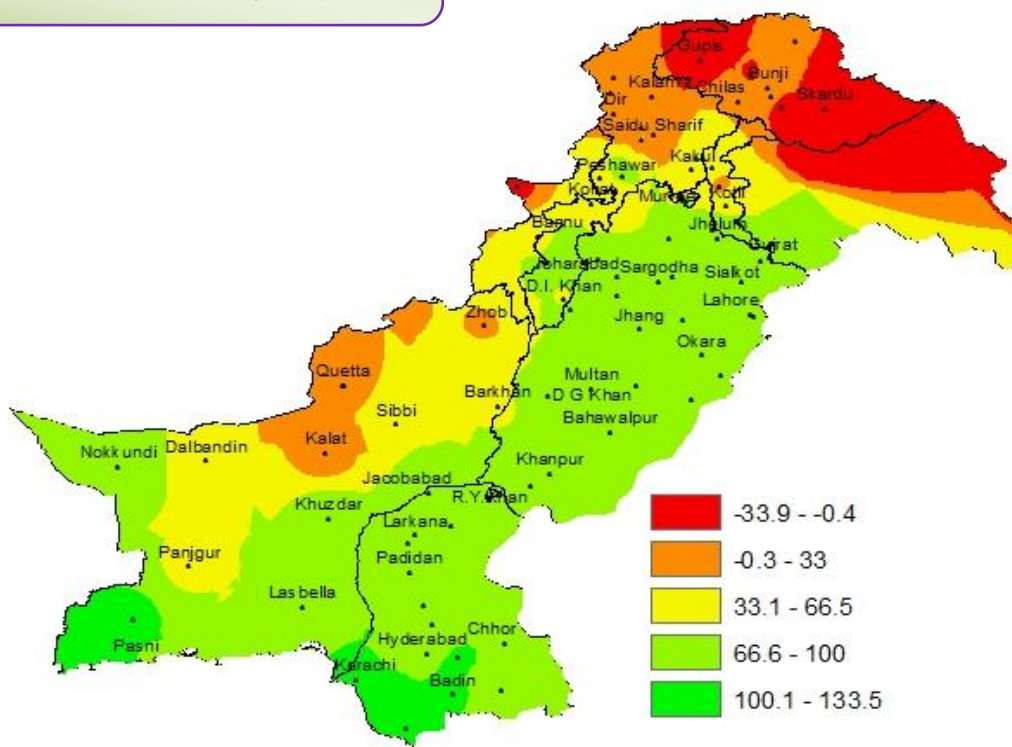 Gupis
Bunji
Kalam
Chilas
Skardu
Dir
Saidu Sharif
Peshawar
Kakul
Kohat
Murree
Kotli
Bannu
Jhelum
Gujrat
Joharabad
Sargodha
Sialkot
D.I. Khan
Lahore
Zhob
Jhang
Okara
Quetta
Multan
Barkhan
D G Khan
Sibbi
Bahawalpur
Dalbandin
Kalat
Nokkundi
Khanpur
Jacobabad
R.Y.Khan
Khuzdar
Larkana
Padidan
Panjgur
Lasbella
Chhor
Hyderabad
Pasni
Karachi
Badin
-33.9 - -0.4
-0.3 - 33
33.1 - 66.5
66.6 - 100
100.1 - 133.5